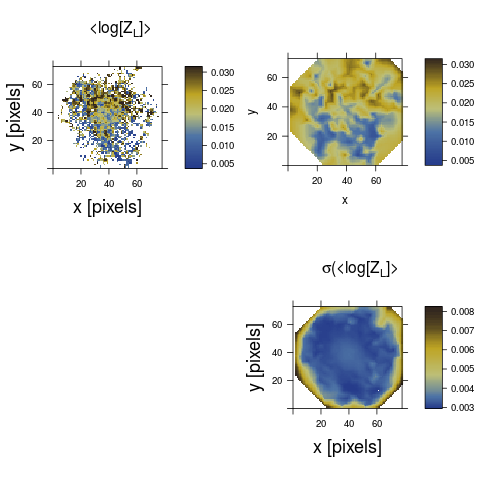 <log[Z_L]>
60
40
20
20 40 60
x [pixels]
y [pixels]
0.030
0.025
0.020
0.015
0.010
0.005
60
40
20
20 40 60
x
y
0.030
0.025
0.020
0.015
0.010
0.005
σ(<log[Z_L]>
60
40
20
20 40 60
x [pixels]
y [pixels]
0.008
0.007
0.006
0.005
0.004
0.003